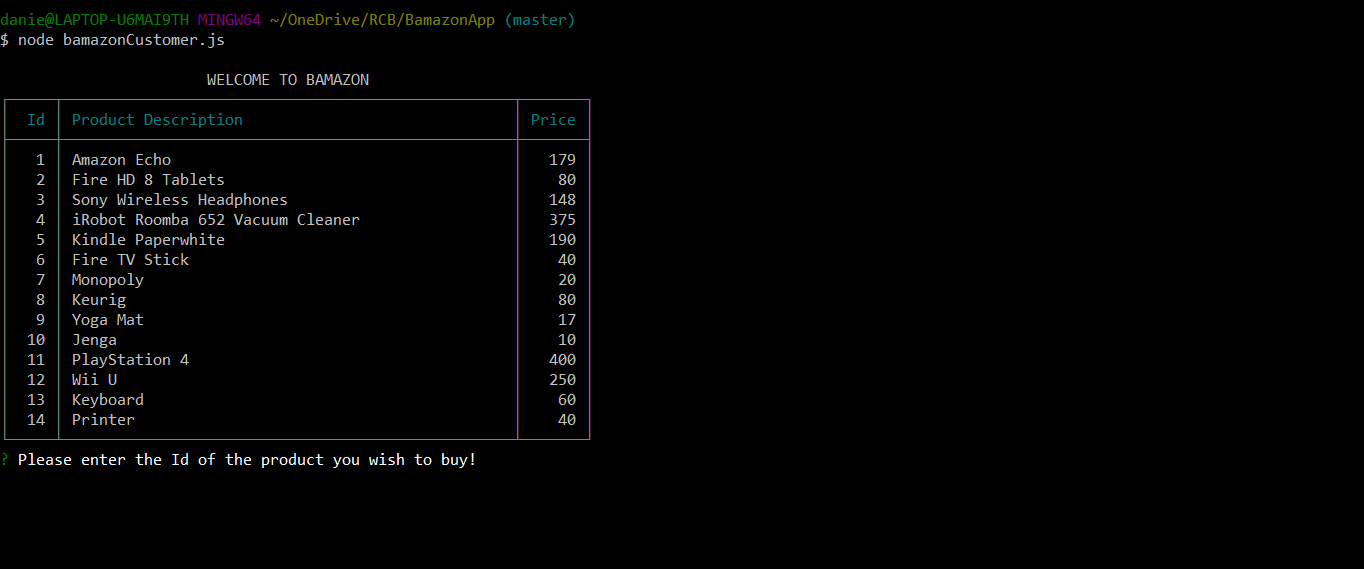 danie@LAPTOP-U6MAI9TH MINGW64 ~/OneDrive/RCB/BamazonApp (master)
$ node bamazonCustomer.js
WELCOME TO BAMAZON
Id Product Description Price
1 Amazon Echo 179
2 Fire HD 8 Tablets 80
3 Sony Wireless Headphones 148
4 iRobot Roomba 652 Vacuum Cleaner 375
5 Kindle Paperwhite 190
6 Fire TV Stick 40
7 Monopoly 20
8 Keurig 80
9 Yoga Mat 17
10 Jenga 10
11 PlayStation 4 400
12 Wii U 250
13 Keyboard 60
14 Printer 40
? Please enter the Id of the product you wish to buy!